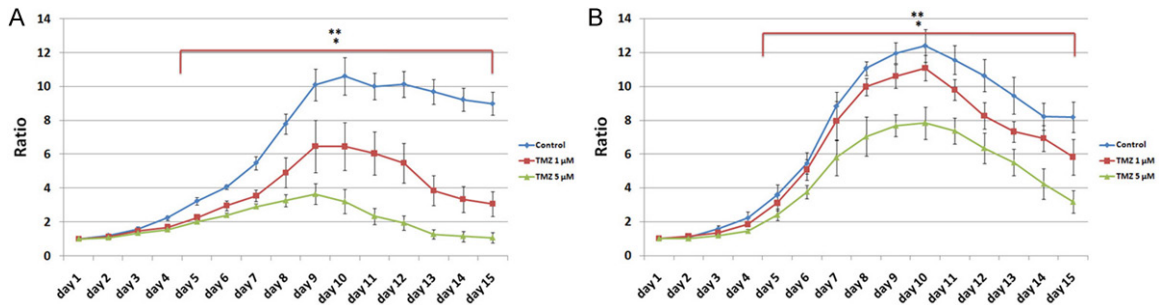 A
Ratio
14
12
10
8
6
4
2
0
**
*
day 1
day 2
day 3
day 4
day 5
day 6
day 7
day 8
day 9
day 10
day 11
day 12
day 13
day 14
day 15
Control
TMZ 1 μM
TMZ 5 μM
B
Ratio
14
12
10
8
6
4
2
0
**
*
day 1
day 2
day 3
day 4
day 5
day 6
day 7
day 8
day 9
day 10
day 11
day 12
day 13
day 14
day 15
Control
TMZ 1 μM
TMZ 5 μM